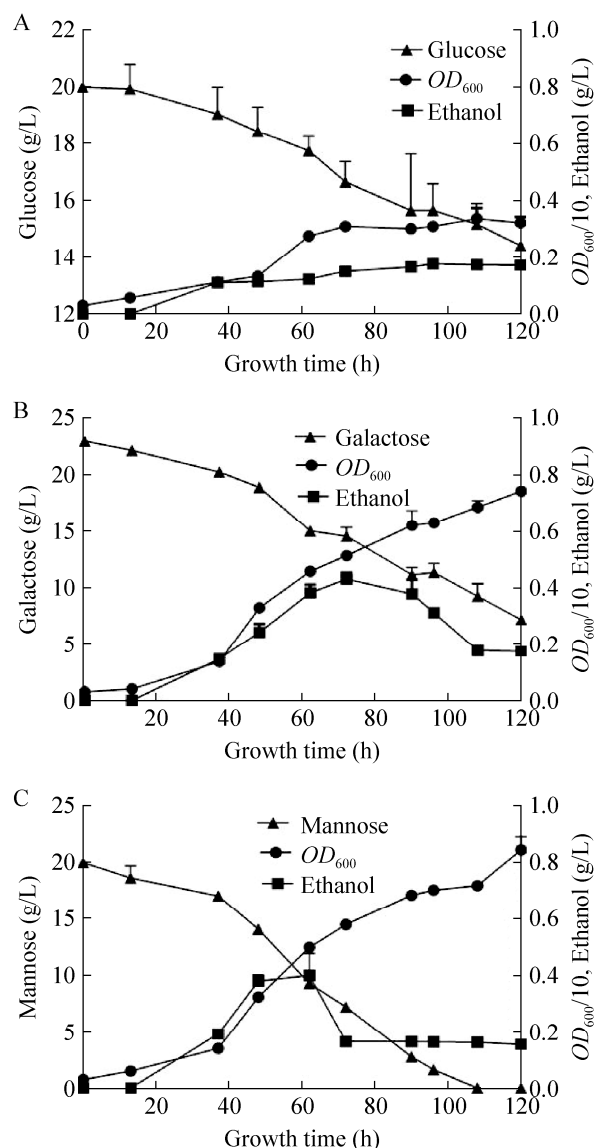 A
22
20
18
16
14
12
Glucose (g/L)
Glucose
OD600
Ethanol
1.0
0.8
0.6
0.4
0.2
0.0
OD600/10, Ethanol (g/L)
0 20 40 60 80 100 120
Growth time (h)
B
25
20
15
10
5
0
Galactose (g/L)
Galactose
OD600
Ethanol
1.0
0.8
0.6
0.4
0.2
0.0
OD600/10, Ethanol (g/L)
20 40 60 80 100 120
Growth time (h)
C
25
20
15
10
5
0
Mannose (g/L)
Mannose
OD600
Ethanol
1.0
0.8
0.6
0.4
0.2
0.0
OD600/10, Ethanol (g/L)
20 40 60 80 100 120
Growth time (h)